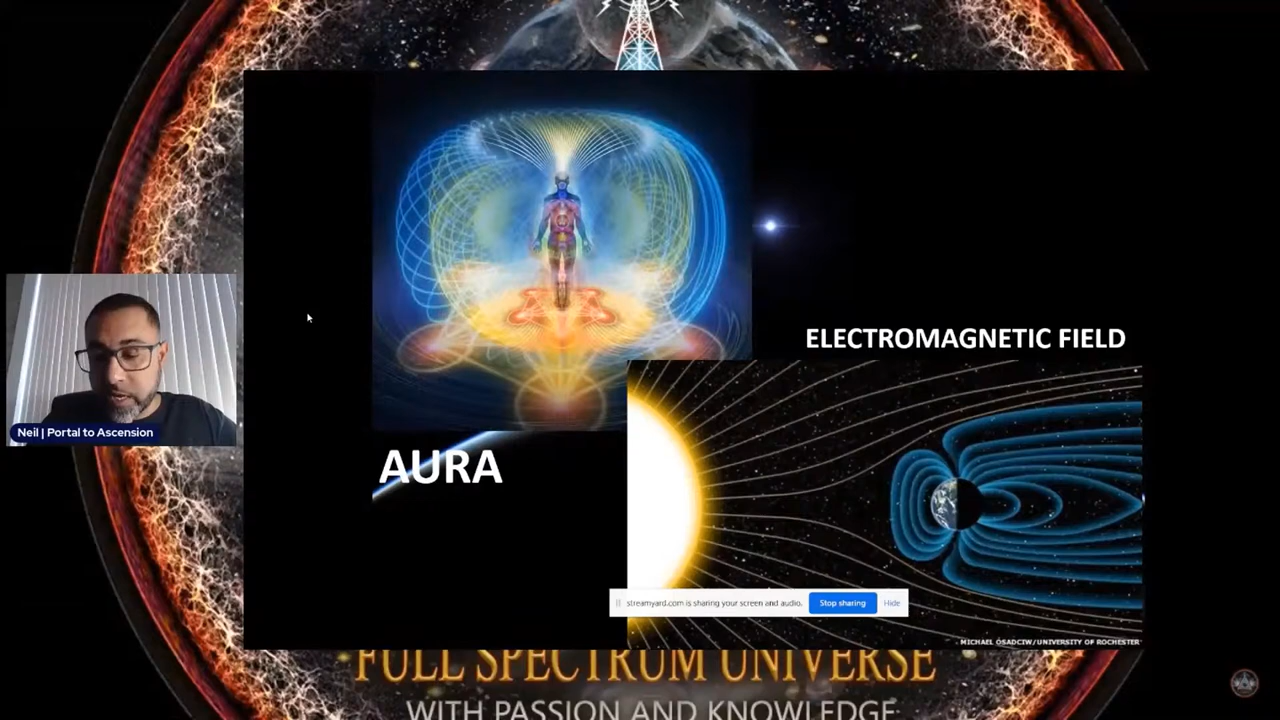 ELECTROMAGNETIC FIELD
Neil | Portal to Ascension
AURA
streamyard.com is sharing your screen and audio.
Stop sharing
Hide
MICHAEL OSADCIW/UNIVERSITY OF ROCHESTER
FULL SPECTRUM UNIVERSE
WITH PASSION AND KNOWLEDGE